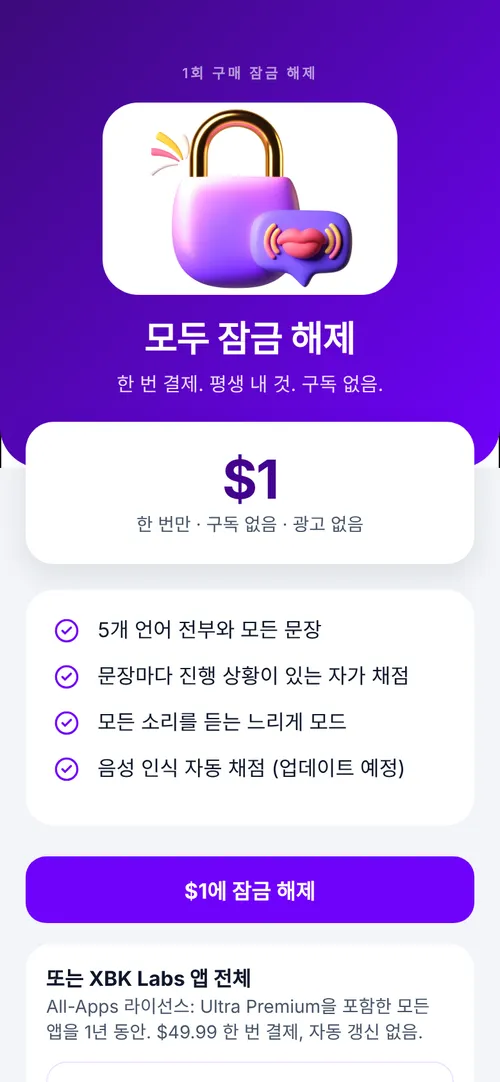 1회 구매 잠금 해제
모두 잠금 해제
한 번 결제. 평생 내 것. 구독 없음.
$1
한 번만 · 구독 없음 · 광고 없음
5개 언어 전부와 모든 문장
문장마다 진행 상황이 있는 자가 채점
모든 소리를 듣는 느리게 모드
음성 인식 자동 채점 (업데이트 예정)
$1에 잠금 해제
또는 XBK Labs 앱 전체
All-Apps 라이선스: Ultra Premium을 포함한 모든
앱을 1년 동안. $49.99 한 번 결제, 자동 갱신 없음.